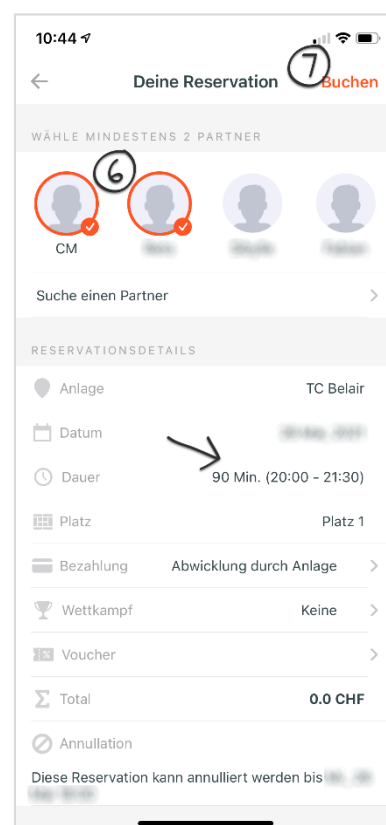 10:44
Deine Reservation
7
Buchen
WÄHLE MINDESTENS 2 PARTNER
6
CM
Suche einen Partner
RESERVATIONSDETAILS
Anlage TC Belair
Datum
Dauer 90 Min. (20:00 - 21:30)
Platz Platz 1
Bezahlung Abwicklung durch Anlage
Wettkampf Keine
Voucher
Total 0.0 CHF
Annullation
Diese Reservation kann annulliert werden bis